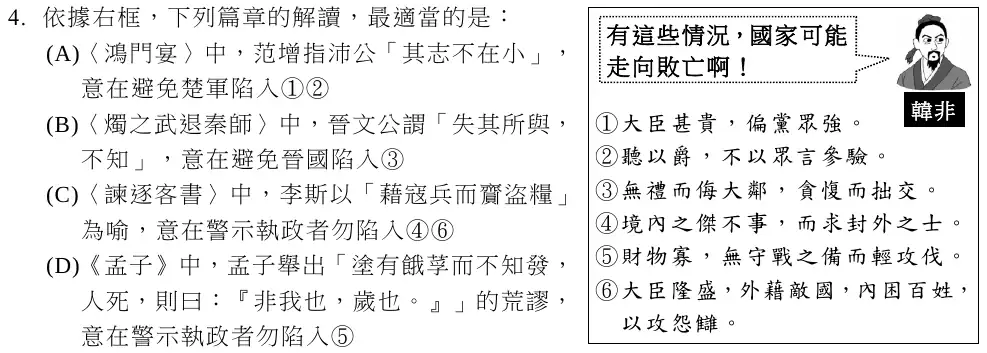 4. 依據右框，下列篇章的解讀，最適當的是：
(A)〈鴻門宴〉中，范增指沛公「其志不在小」，
意在避免楚軍陷入①②
(B)〈燭之武退秦師〉中，晉文公謂「失其所與，
不知」，意在避免晉國陷入③
(C)〈諫逐客書〉中，李斯以「藉寇兵而齎盜糧」
為喻，意在警示執政者勿陷入④⑥
(D)《孟子》中，孟子舉出「塗有餓莩而不知發，
人死，則曰：『非我也，歲也。』」的荒謬，
意在警示執政者勿陷入⑤
有這些情況，國家可能
走向敗亡啊！
韓非
①大臣甚貴，偏黨眾強。
②聽以爵，不以眾言參驗。
③無禮而侮大鄰，貪愎而拙交。
④境內之傑不事，而求封外之士。
⑤財物寡，無守戰之備而輕攻伐。
⑥大臣隆盛，外藉敵國，內困百姓，
以攻怨讎。